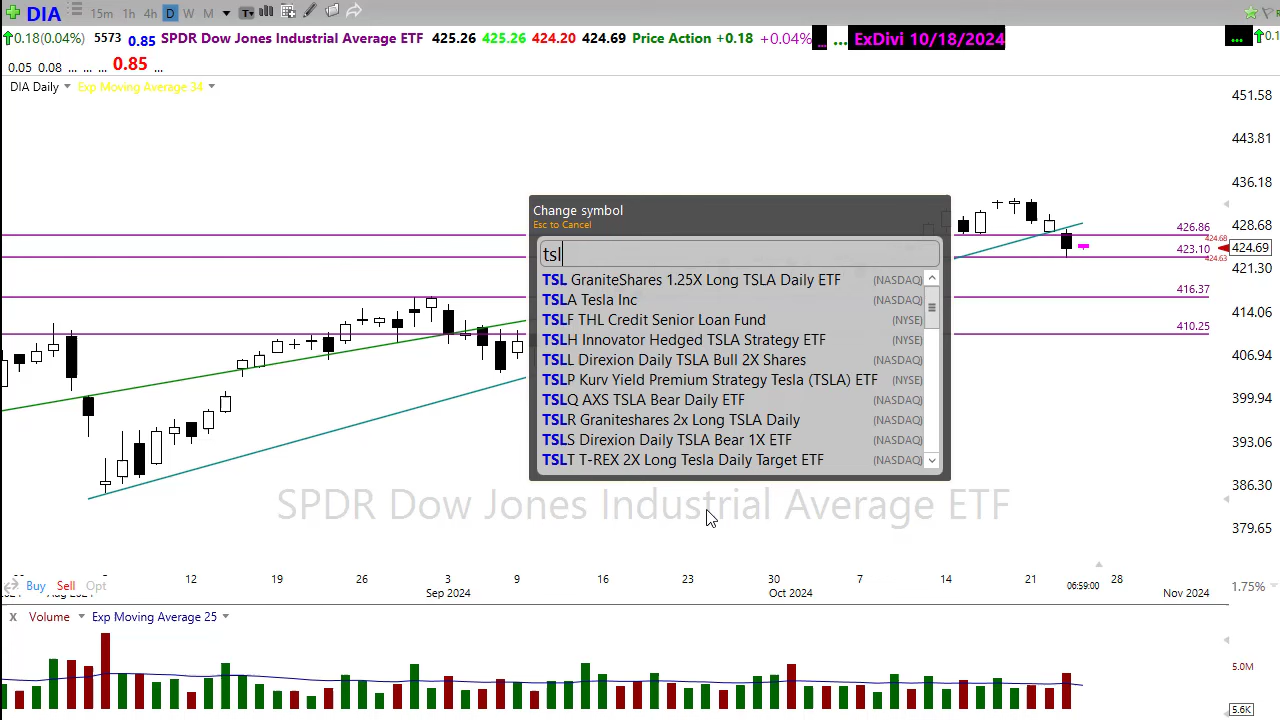 DIA 15m 1h 4h D W M
0.18(0.04%) 5573 0.85 SPDR Dow Jones Industrial Average ETF 425.26 425.26 424.20 424.69 Price Action +0.18 +0.04% ... ... ExDivi 10/18/2024 ...
0.05 0.08 ... ... ... 0.85 ...
DIA Daily Exp Moving Average 34
451.58
443.81
436.18
428.68
426.86
424.68
424.69
423.10
424.63
421.30
416.37
414.06
410.25
406.94
399.94
393.06
386.30
379.65
Change symbol
Esc to Cancel
tsl
TSL GraniteShares 1.25X Long TSLA Daily ETF (NASDAQ)
TSLA Tesla Inc (NASDAQ)
TSLF THL Credit Senior Loan Fund (NYSE)
TSLH Innovator Hedged TSLA Strategy ETF (NYSE)
TSLL Direxion Daily TSLA Bull 2X Shares (NASDAQ)
TSLP Kurv Yield Premium Strategy Tesla (TSLA) ETF (NYSE)
TSLQ AXS TSLA Bear Daily ETF (NASDAQ)
TSLR Graniteshares 2x Long TSLA Daily (NASDAQ)
TSLS Direxion Daily TSLA Bear 1X ETF (NASDAQ)
TSLT T-REX 2X Long Tesla Daily Target ETF (NASDAQ)
SPDR Dow Jones Industrial Average ETF
12 19 26 3 9 16 23 30 7 14 21 06:59:00 28
Buy Sell Opt 1.75%
Sep 2024 Oct 2024 Nov 2024
X Volume Exp Moving Average 25
5.0M
5.6K